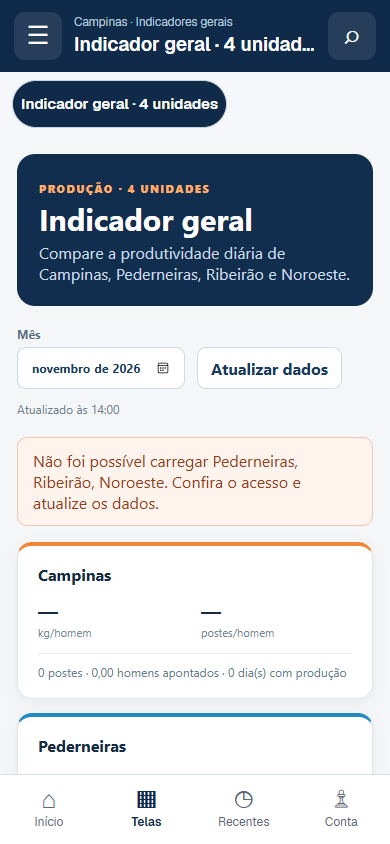 Campinas · Indicadores gerais
Indicador geral · 4 unidad...
Indicador geral · 4 unidades
PRODUÇÃO · 4 UNIDADES
Indicador geral
Compare a produtividade diária de
Campinas, Pederneiras, Ribeirão e Noroeste.
Mês
novembro de 2026
Atualizar dados
Atualizado às 14:00
Não foi possível carregar Pederneiras,
Ribeirão, Noroeste. Confira o acesso e
atualize os dados.
Campinas
— —
kg/homem postes/homem
0 postes · 0,00 homens apontados · 0 dia(s) com produção
Pederneiras
Início Telas Recentes Conta